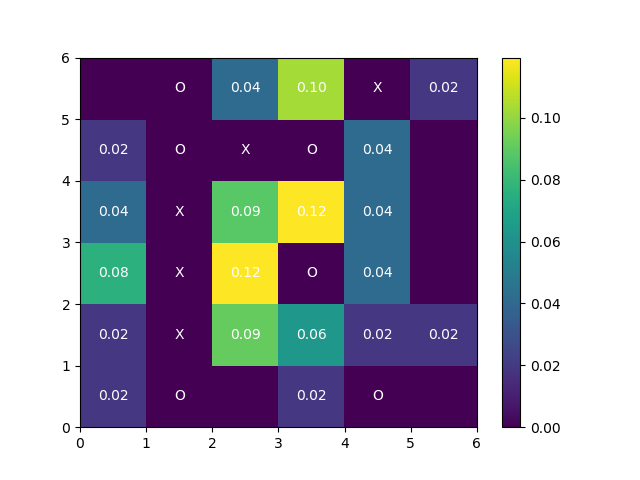 6
O 0.04 0.10 X 0.02
5
0.02 O X O 0.04
4
0.04 X 0.09 0.12 0.04
3
0.08 X 0.12 O 0.04
2
0.02 X 0.09 0.06 0.02 0.02
1
0.02 O 0.02 O
0
0 1 2 3 4 5 6
0.10
0.08
0.06
0.04
0.02
0.00